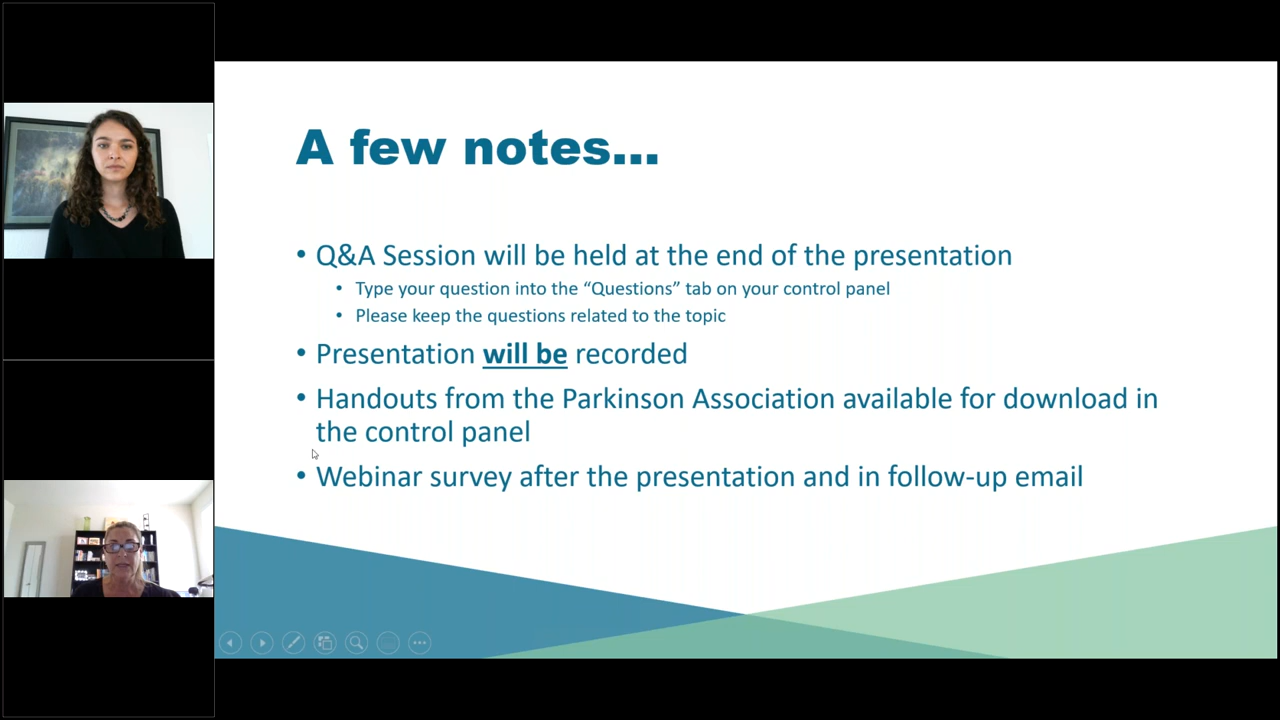 A few notes...
• Q&A Session will be held at the end of the presentation
• Type your question into the “Questions” tab on your control panel
• Please keep the questions related to the topic
• Presentation will be recorded
• Handouts from the Parkinson Association available for download in
the control panel
• Webinar survey after the presentation and in follow-up email